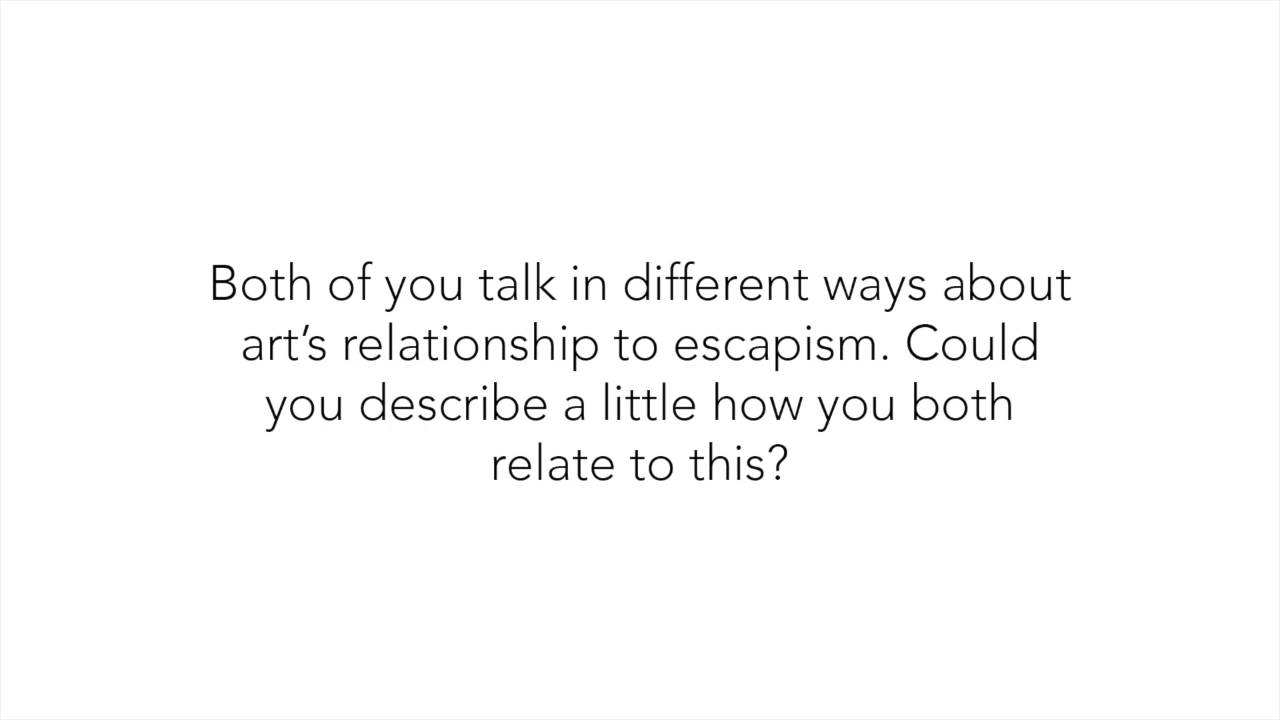 Both of you talk in different ways about
art’s relationship to escapism. Could
you describe a little how you both
relate to this?